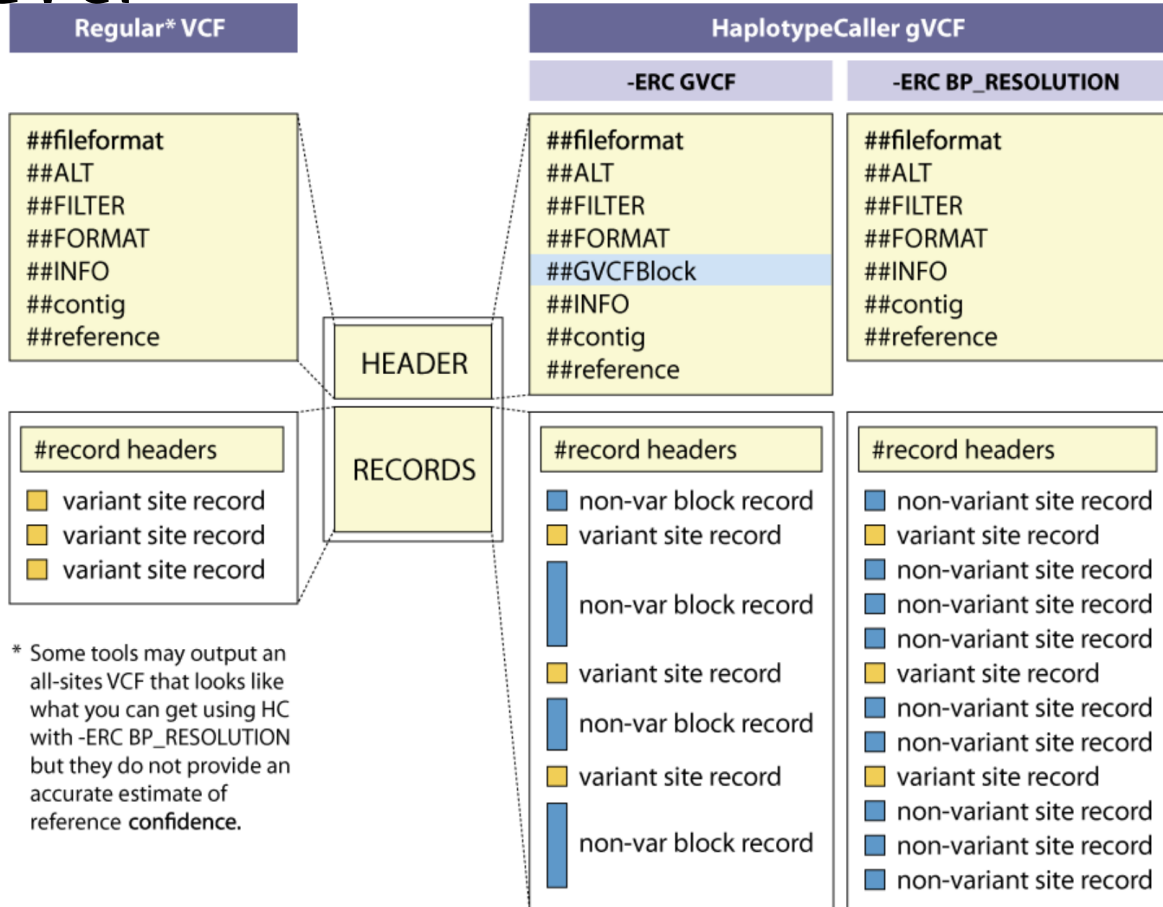 Regular* VCF
##fileformat
##ALT
##FILTER
##FORMAT
##INFO
##contig
##reference
#record headers
variant site record
variant site record
variant site record
* Some tools may output an
all-sites VCF that looks like
what you can get using HC
with -ERC BP_RESOLUTION
but they do not provide an
accurate estimate of
reference confidence.
HEADER
RECORDS
HaplotypeCaller gVCF
-ERC GVCF
##fileformat
##ALT
##FILTER
##FORMAT
##GVCFBlock
##INFO
##contig
##reference
#record headers
non-var block record
variant site record
non-var block record
variant site record
non-var block record
variant site record
non-var block record
-ERC BP_RESOLUTION
##fileformat
##ALT
##FILTER
##FORMAT
##INFO
##contig
##reference
#record headers
non-variant site record
variant site record
non-variant site record
non-variant site record
non-variant site record
variant site record
non-variant site record
non-variant site record
variant site record
non-variant site record
non-variant site record
non-variant site record